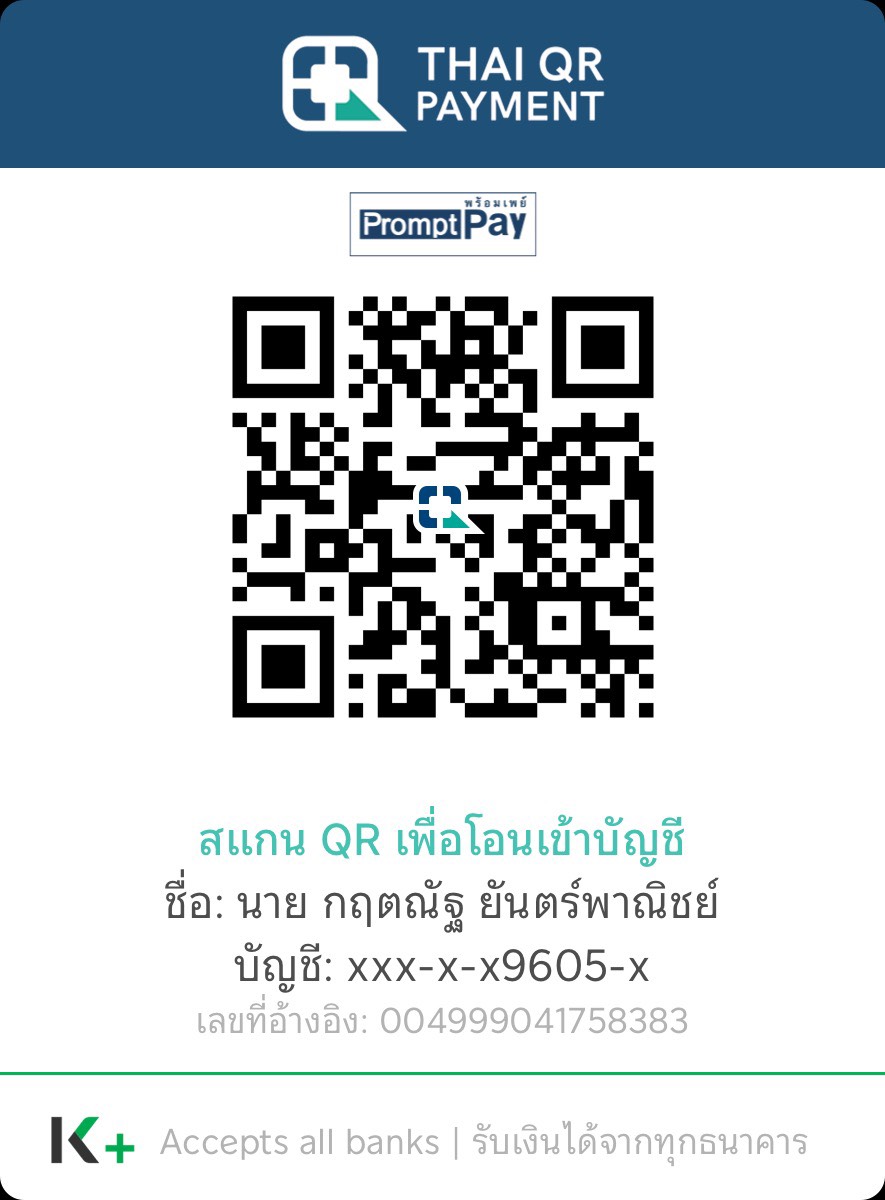 THAI QR
PAYMENT
พร้อมเพย์
PromptPay
สแกน QR เพื่อโอนเข้าบัญชี
ชื่อ: นาย กฤตณัฐ ยันตร์พาณิชย์
บัญชี: xxx-x-x9605-x
เลขที่อ้างอิง: 004999041758383
K+ Accepts all banks | รับเงินได้จากทุกธนาคาร